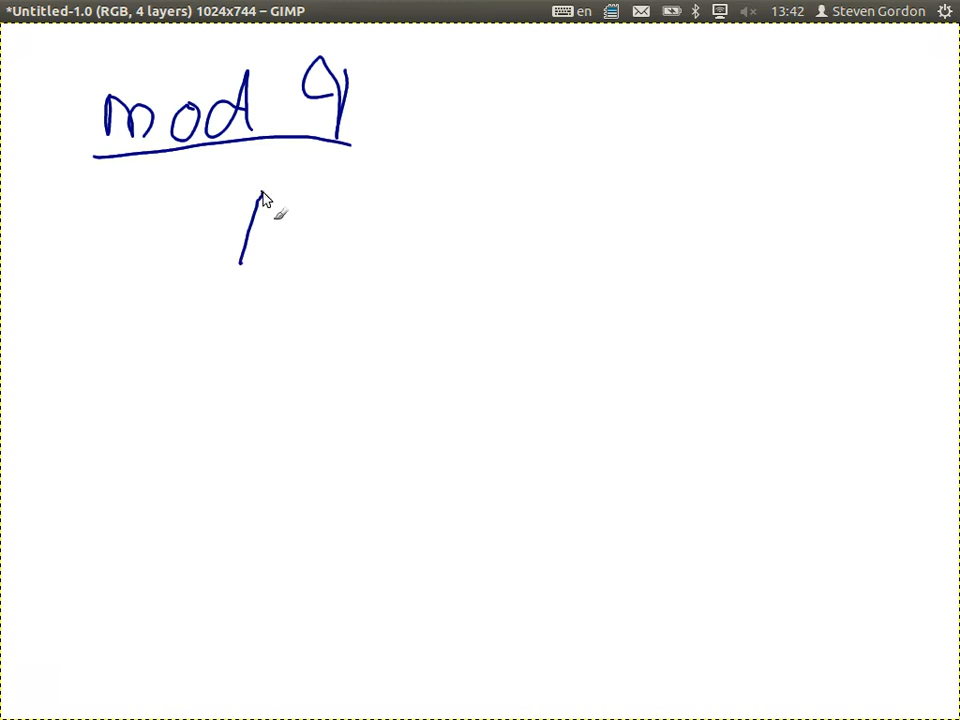 *Untitled-1.0 (RGB, 4 layers) 1024x744 – GIMP en 13:42 Steven Gordon
mod 9